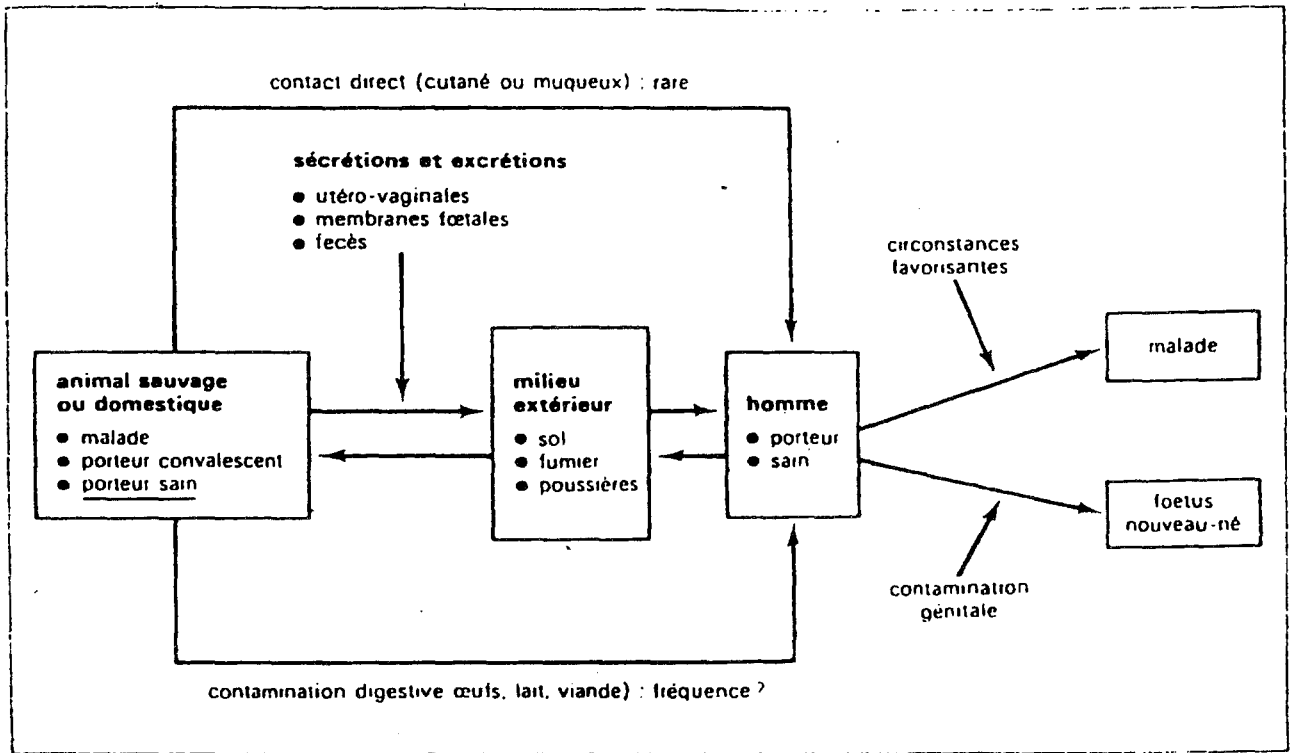 contact direct (cutané ou muqueux) : rare
sécrétions et excrétions
● utéro-vaginales
● membranes fœtales
● fecès
circonstances
favorisantes
animal sauvage
ou domestique
● malade
● porteur convalescent
● porteur sain
milieu
extérieur
● sol
● fumier
● poussières
homme
● porteur
● sain
malade
foetus
nouveau-né
contamination
génitale
contamination digestive œufs, lait, viande) : fréquence ?